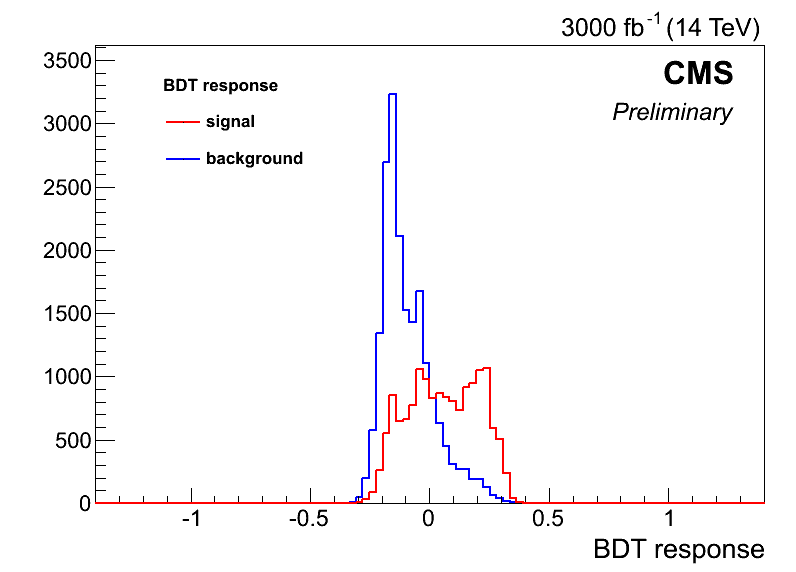 3000 fb⁻¹ (14 TeV)
CMS
Preliminary
BDT response
signal
background
3500
3000
2500
2000
1500
1000
500
0
-1 -0.5 0 0.5 1
BDT response